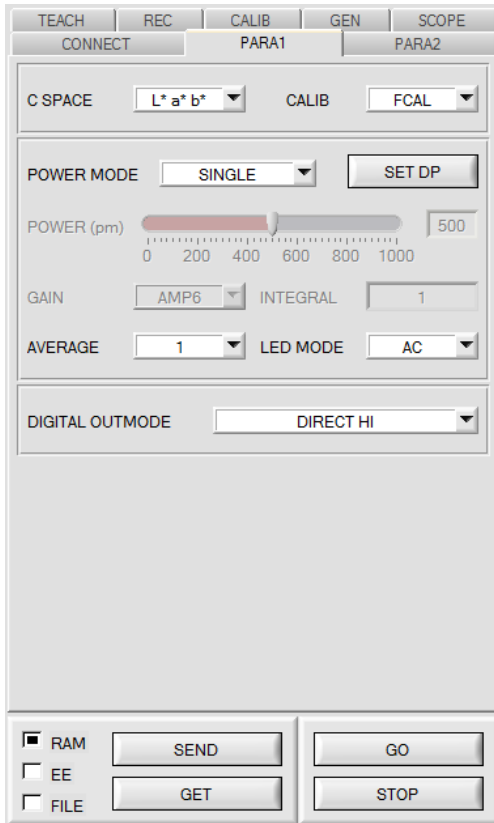 TEACH REC CALIB GEN SCOPE
CONNECT PARA1 PARA2
C SPACE L* a* b* CALIB FCAL
POWER MODE SINGLE SET DP
POWER (pm) 500
0 200 400 600 800 1000
GAIN AMP6 INTEGRAL 1
AVERAGE 1 LED MODE AC
DIGITAL OUTMODE DIRECT HI
RAM SEND GO
EE
GET STOP
FILE